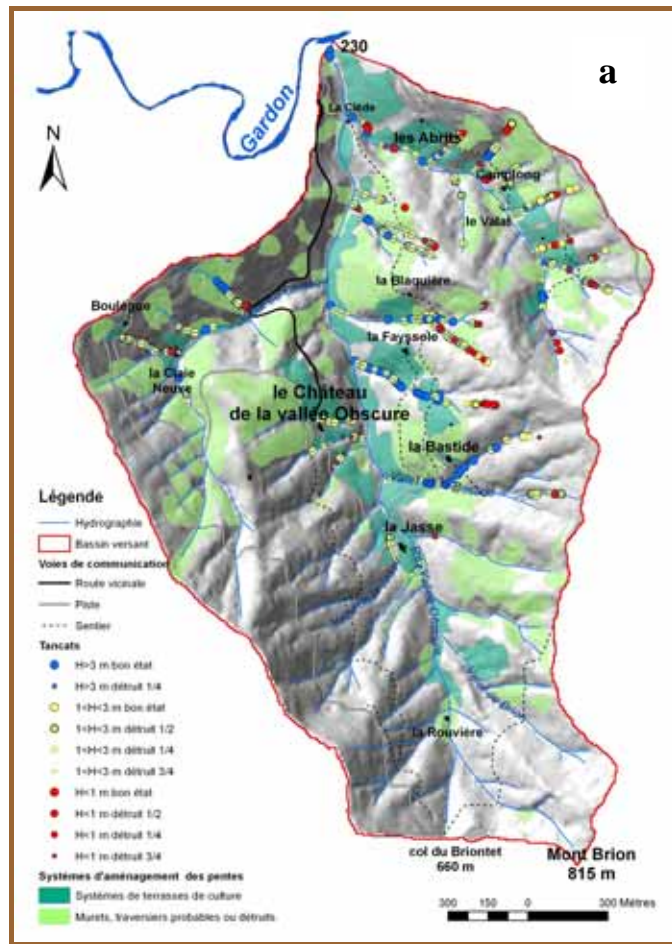 230
a
Gardon
N
La Clède
les Abrits
Camplong
le Valat
la Blaquière
Boulègue
la Fayssole
la Claie
Neuve
le Château
de la vallée Obscure
la Bastide
la Jasse
la Rouvière
col du Briontet
660 m
Mont Brion
815 m
300 200 100 0 300 Mètres
Légende
Hydrographie
Bassin versant
Voies de communication
Route vicinale
Piste
Sentier
Tancats
H>3 m bon état
H>3 m détruit 1/4
1<H<3 m bon état
1<H<3 m détruit 1/2
1<H<3 m détruit 1/4
1<H<3 m détruit 3/4
H<1 m bon état
H<1 m détruit 1/2
H<1 m détruit 1/4
H<1 m détruit 3/4
Systèmes d'aménagement des pentes
Systèmes de terrasses de culture
Murets, traversiers probables ou détruits